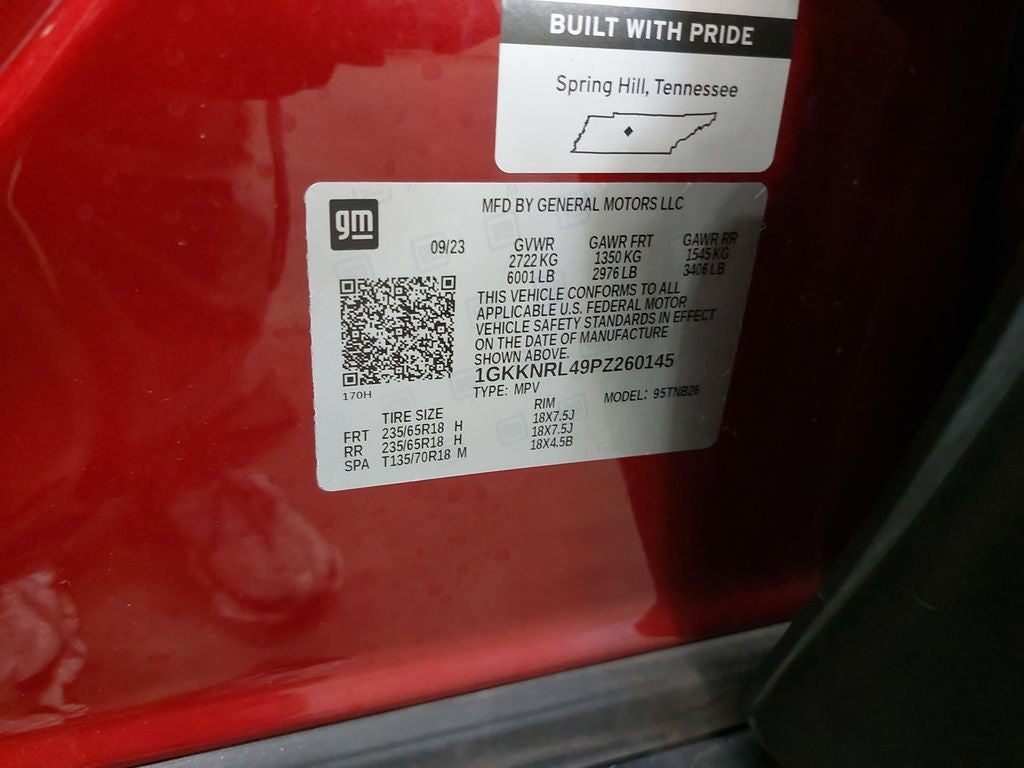 BUILT WITH PRIDE
Spring Hill, Tennessee
gm
MFD BY GENERAL MOTORS LLC
09/23 GVWR GAWR FRT GAWR RR
2722 KG 1350 KG 1545 KG
6001 LB 2976 LB 3406 LB
THIS VEHICLE CONFORMS TO ALL
APPLICABLE U.S. FEDERAL MOTOR
VEHICLE SAFETY STANDARDS IN EFFECT
ON THE DATE OF MANUFACTURE
SHOWN ABOVE.
1GKKNRL49PZ260145
170H
TYPE: MPV MODEL: 95TNB26
TIRE SIZE RIM
FRT 235/65R18 H 18X7.5J
RR 235/65R18 H 18X7.5J
SPA T135/70R18 M 18X4.5B